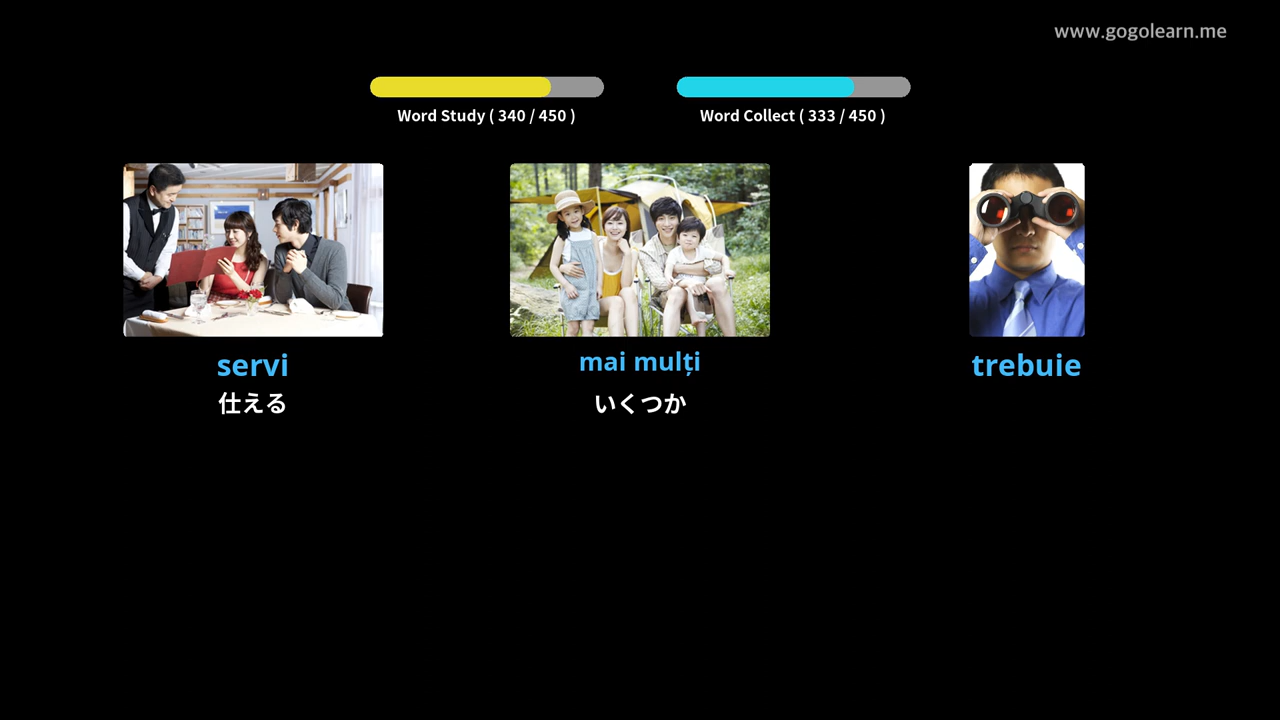 www.gogolearn.me
Word Study ( 340 / 450 )
Word Collect ( 333 / 450 )
servi
仕える
mai mulți
いくつか
trebuie